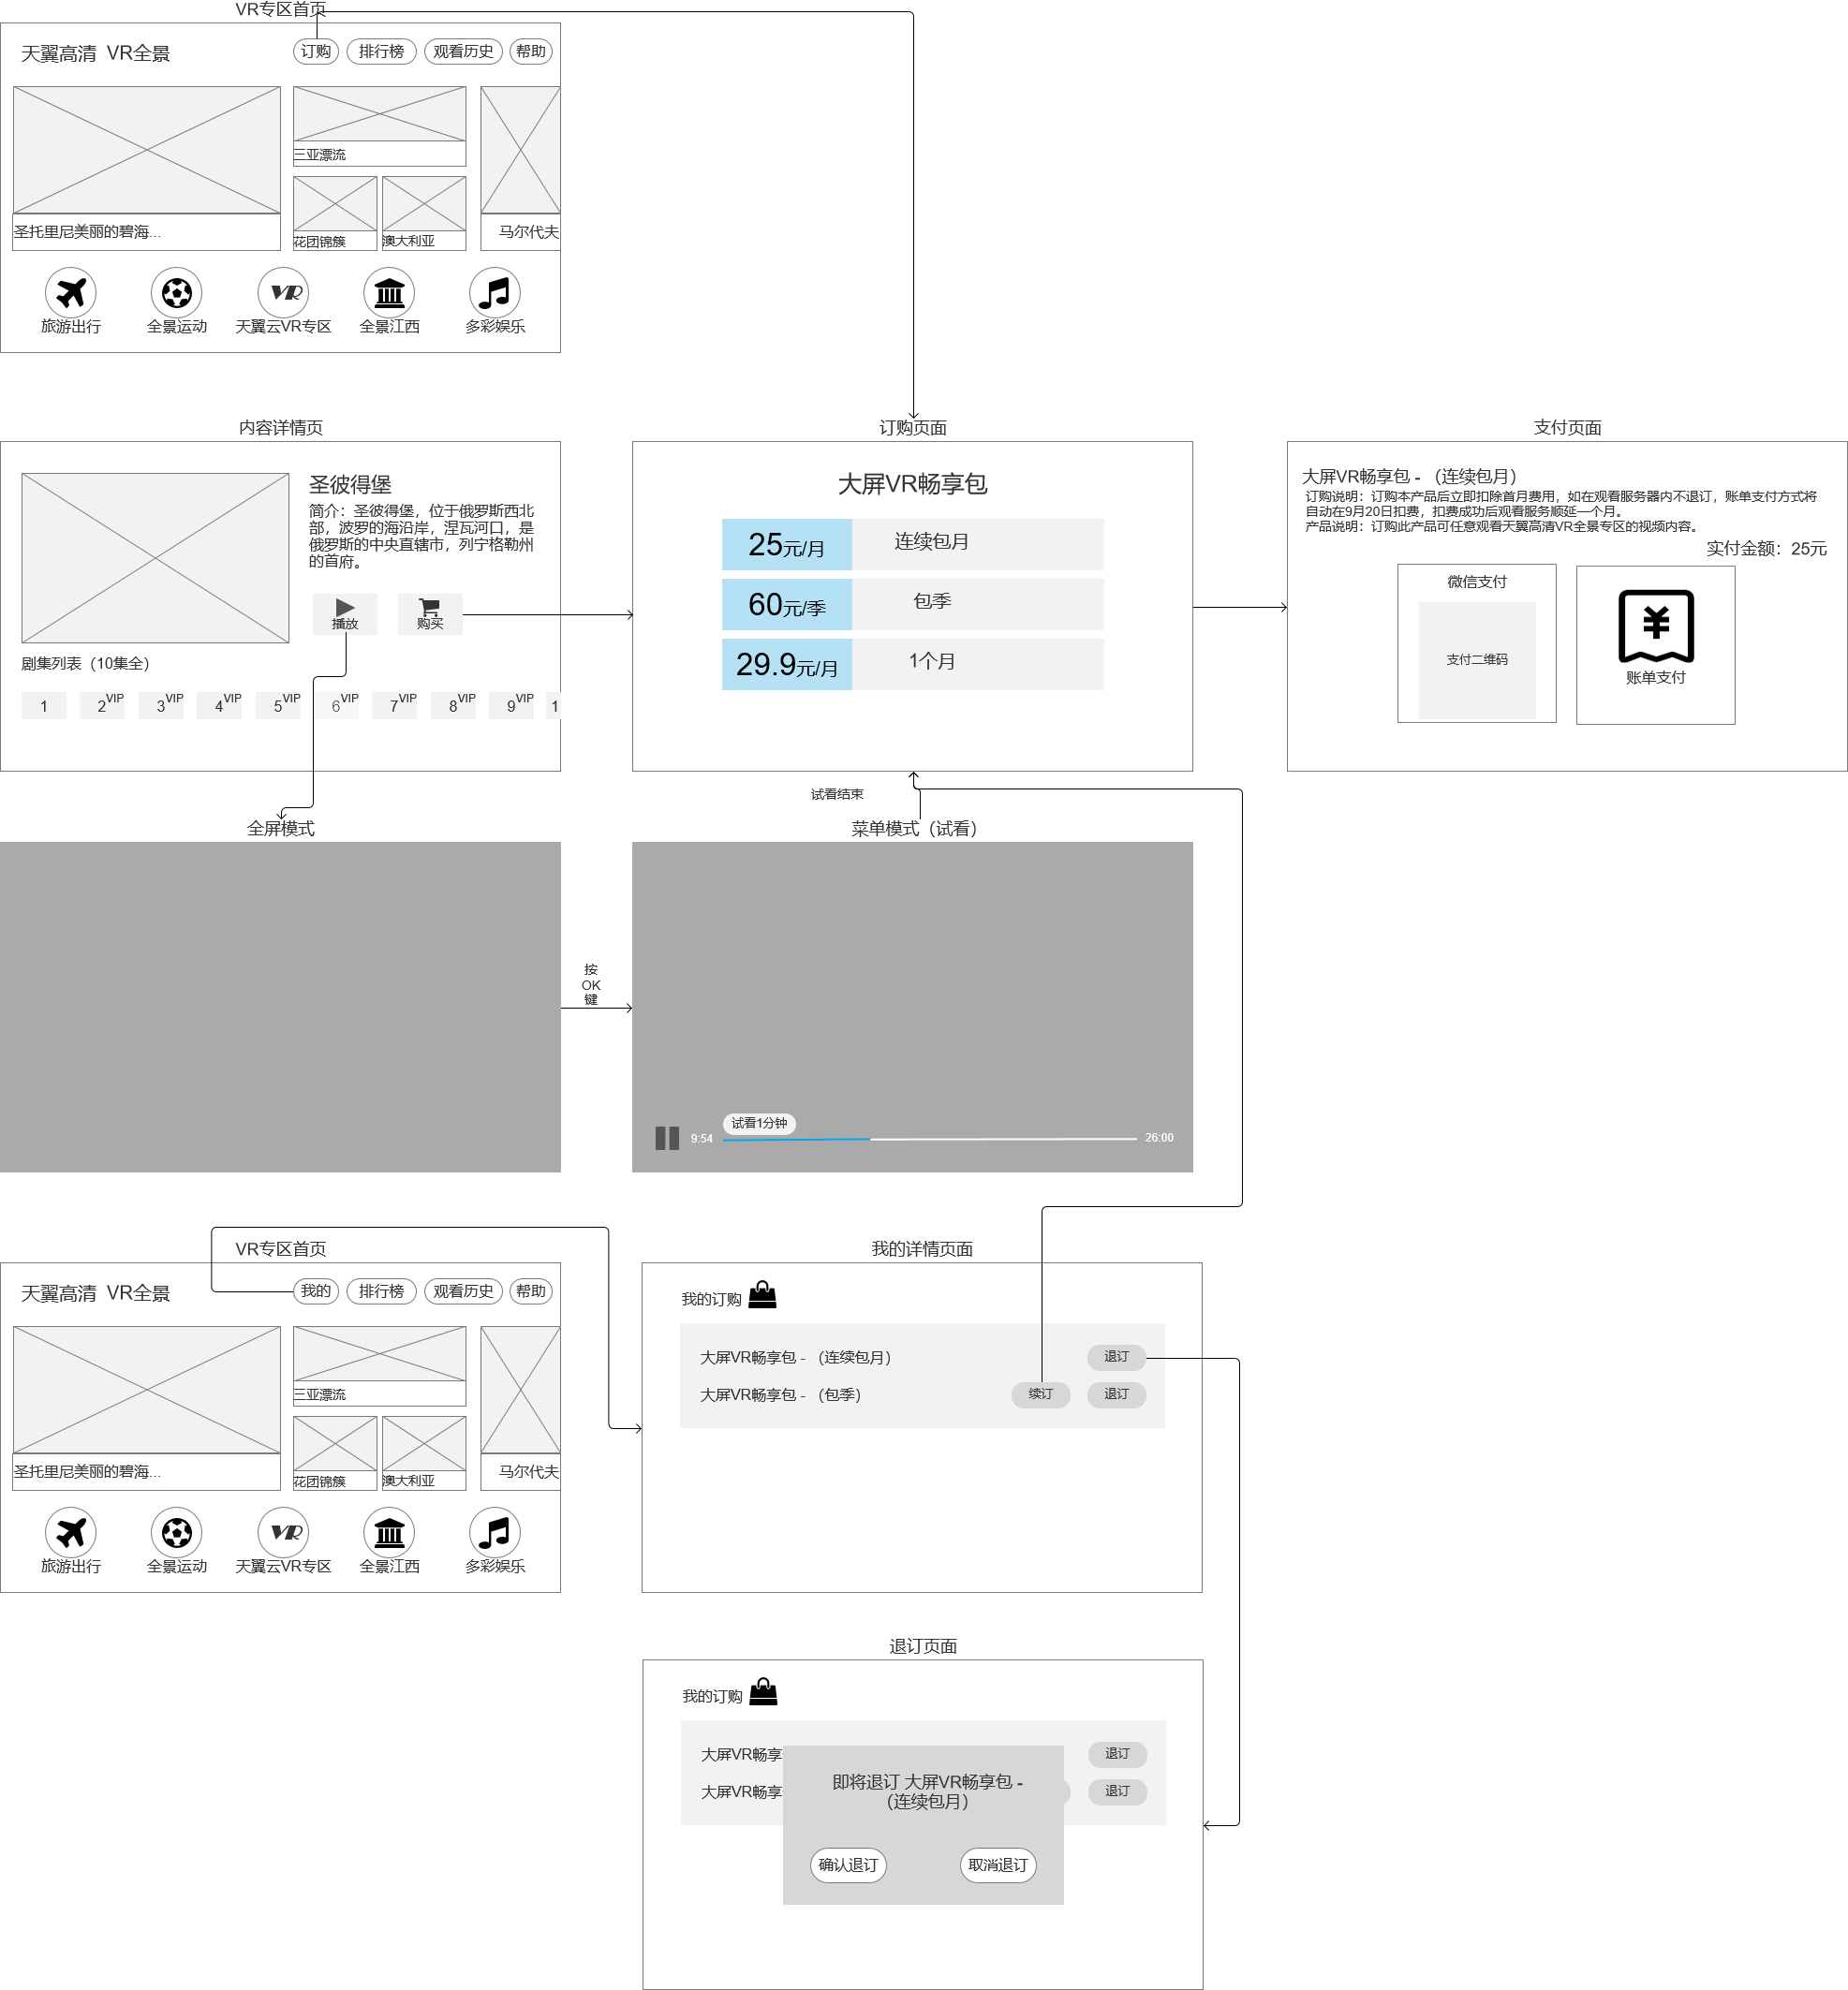 VR专区首页
天翼高清 VR全景
订购
排行榜
观看历史
帮助
三亚漂流
圣托里尼美丽的碧海...
花团锦簇
澳大利亚
马尔代夫
旅游出行
全景运动
VR
天翼云VR专区
全景江西
多彩娱乐
内容详情页
圣彼得堡
简介：圣彼得堡，位于俄罗斯西北
部，波罗的海沿岸，涅瓦河口，是
俄罗斯的中央直辖市，列宁格勒州
的首府。
播放
购买
剧集列表（10集全）
1
2 VIP
3 VIP
4 VIP
5 VIP
6 VIP
7 VIP
8 VIP
9 VIP
1
订购页面
大屏VR畅享包
25元/月
连续包月
60元/季
包季
29.9元/月
1个月
支付页面
大屏VR畅享包 - （连续包月）
订购说明：订购本产品后立即扣除首月费用，如在观看服务器内不退订，账单支付方式将
自动在9月20日扣费，扣费成功后观看服务顺延一个月。
产品说明：订购此产品可任意观看天翼高清VR全景专区的视频内容。
实付金额：25元
微信支付
支付二维码
账单支付
试看结束
全屏模式
菜单模式（试看）
按
OK
键
试看1分钟
9:54
26:00
VR专区首页
天翼高清 VR全景
我的
排行榜
观看历史
帮助
三亚漂流
圣托里尼美丽的碧海...
花团锦簇
澳大利亚
马尔代夫
旅游出行
全景运动
VR
天翼云VR专区
全景江西
多彩娱乐
我的详情页面
我的订购
大屏VR畅享包 - （连续包月）
退订
大屏VR畅享包 - （包季）
续订
退订
退订页面
我的订购
大屏VR畅享
退订
大屏VR畅享
退订
即将退订 大屏VR畅享包 -
（连续包月）
确认退订
取消退订